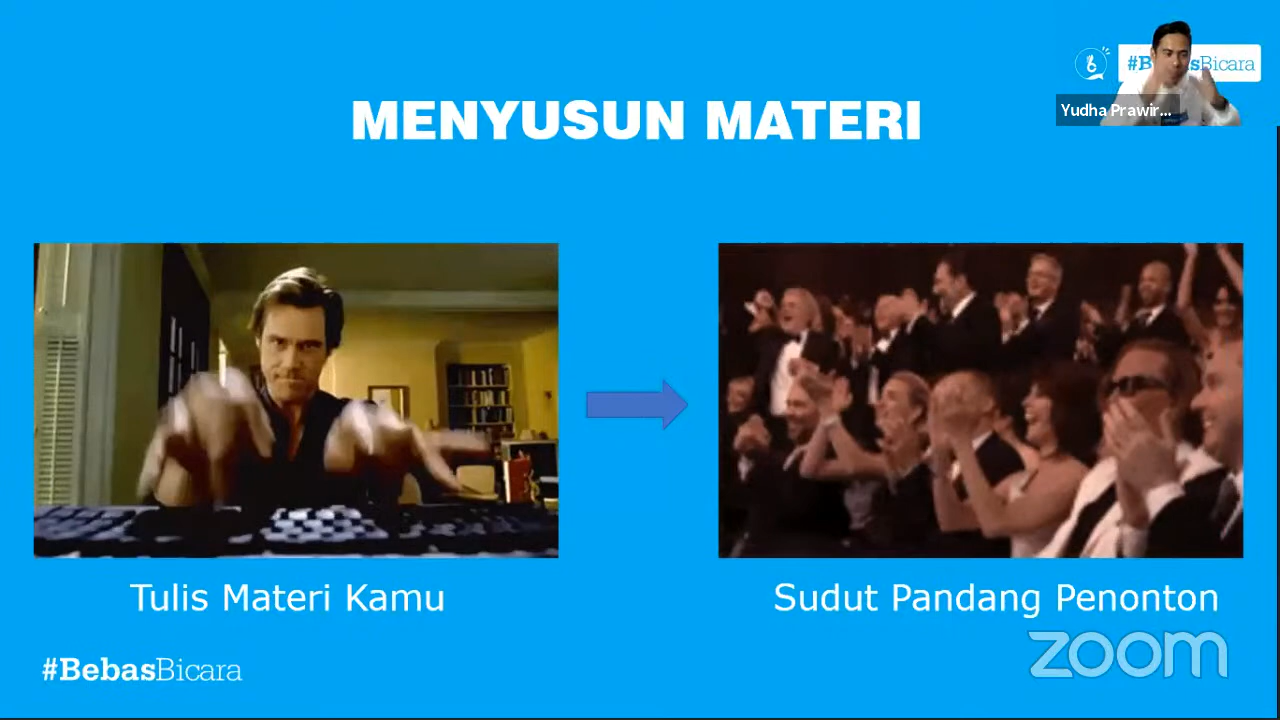 #BebasBicara
Yudha Prawir...
MENYUSUN MATERI
Tulis Materi Kamu
Sudut Pandang Penonton
zoom
#BebasBicara